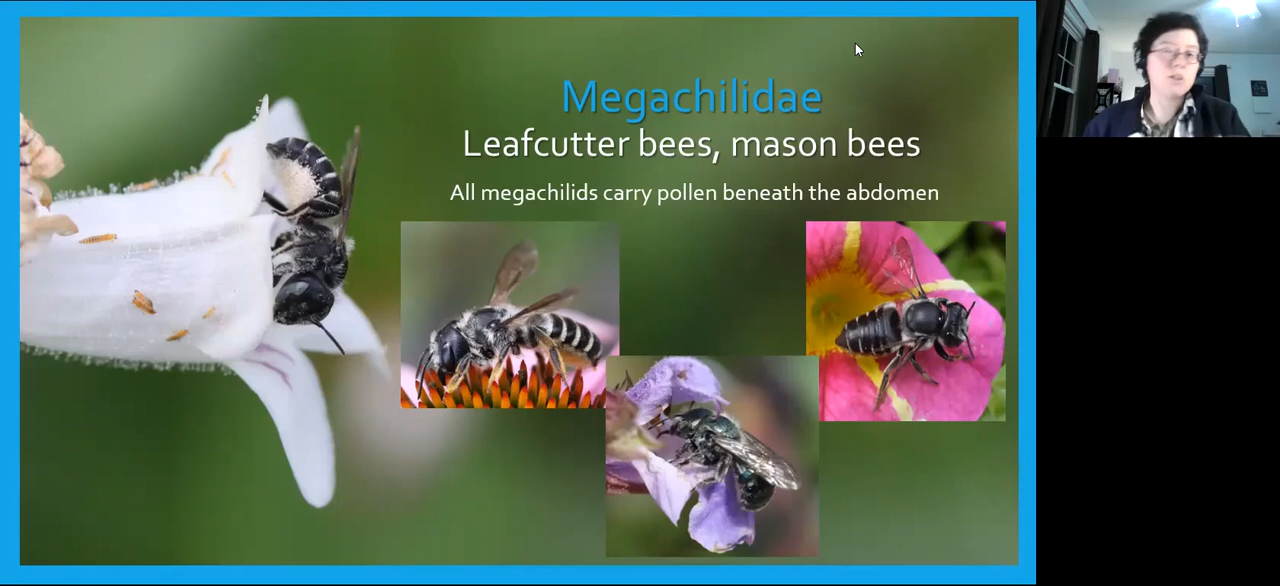 Megachilidae
Leafcutter bees, mason bees
All megachilids carry pollen beneath the abdomen